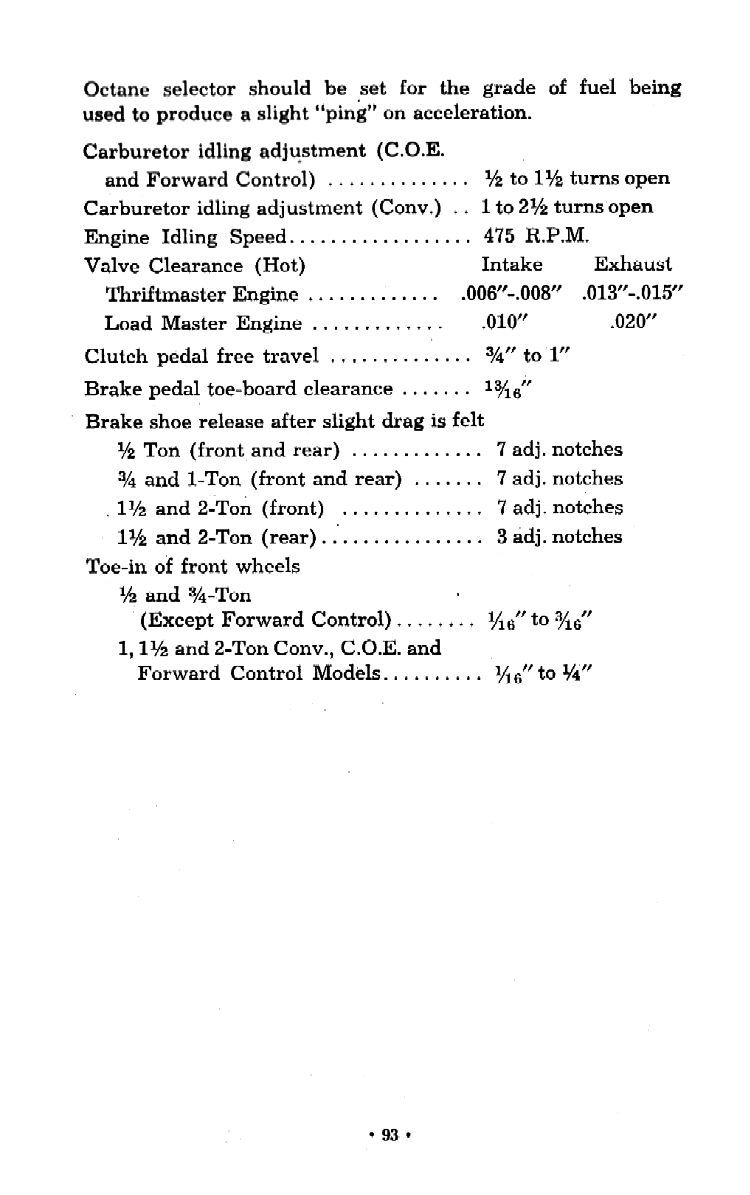 Octane selector should be set for the grade of fuel being
used to produce a slight "ping" on acceleration.
Carburetor idling adjustment (C.O.E.
and Forward Control) .............. ½ to 1½ turns open
Carburetor idling adjustment (Conv.) .. 1 to 2½ turns open
Engine Idling Speed.................. 475 R.P.M.
Valve Clearance (Hot) Intake Exhaust
Thriftmaster Engine ............. .006″-.008″ .013″-.015″
Load Master Engine ............. .010″ .020″
Clutch pedal free travel .............. ¾″ to 1″
Brake pedal toe-board clearance ....... 1³⁄₁₆″
Brake shoe release after slight drag is felt
½ Ton (front and rear) ............. 7 adj. notches
¾ and 1-Ton (front and rear) ....... 7 adj. notches
1½ and 2-Ton (front) .............. 7 adj. notches
1½ and 2-Ton (rear)................ 3 adj. notches
Toe-in of front wheels
½ and ¾-Ton
(Except Forward Control)........ ¹⁄₁₆″ to ³⁄₁₆″
1, 1½ and 2-Ton Conv., C.O.E. and
Forward Control Models.......... ¹⁄₁₆″ to ¼″
• 93 •